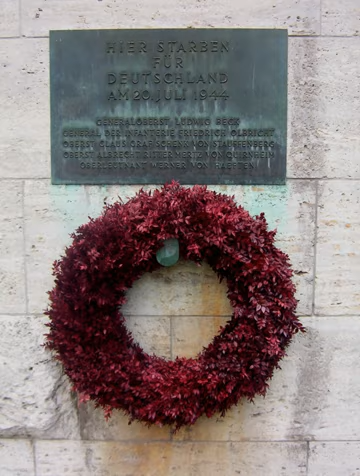 HIER STARBEN
FÜR
DEUTSCHLAND
AM 20. JULI 1944
GENERALOBERST LUDWIG BECK
GENERAL DER INFANTERIE FRIEDRICH OLBRICHT
OBERST CLAUS GRAF SCHENK VON STAUFFENBERG
OBERST ALBRECHT RITTER MERTZ VON QUIRNHEIM
OBERLEUTNANT WERNER VON HAEFTEN